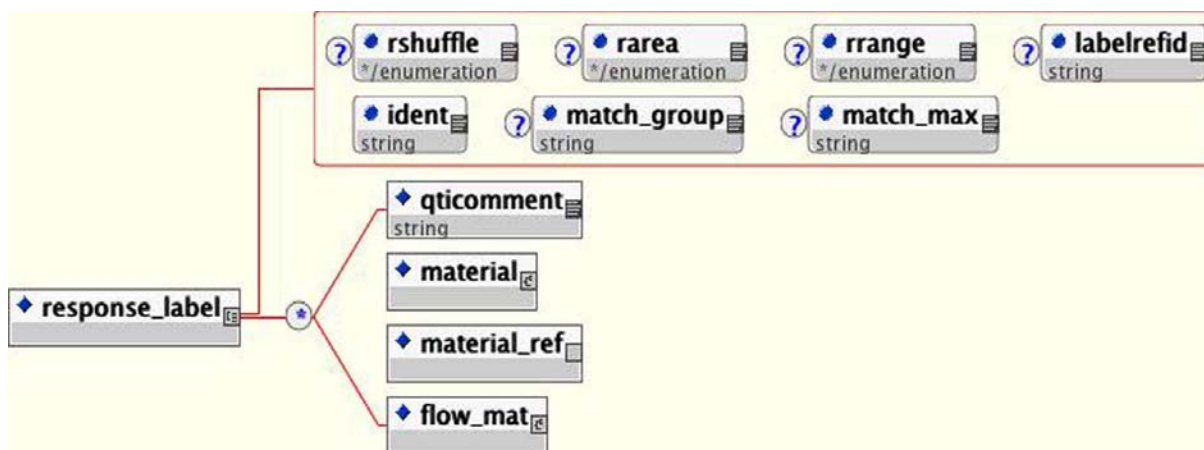 ? rshuffle ? rarea ? rrange ? labelrefid
*/enumeration */enumeration */enumeration string
ident ? match_group ? match_max
string string string
qticomment
string
material
response_label *
material_ref
flow_mat